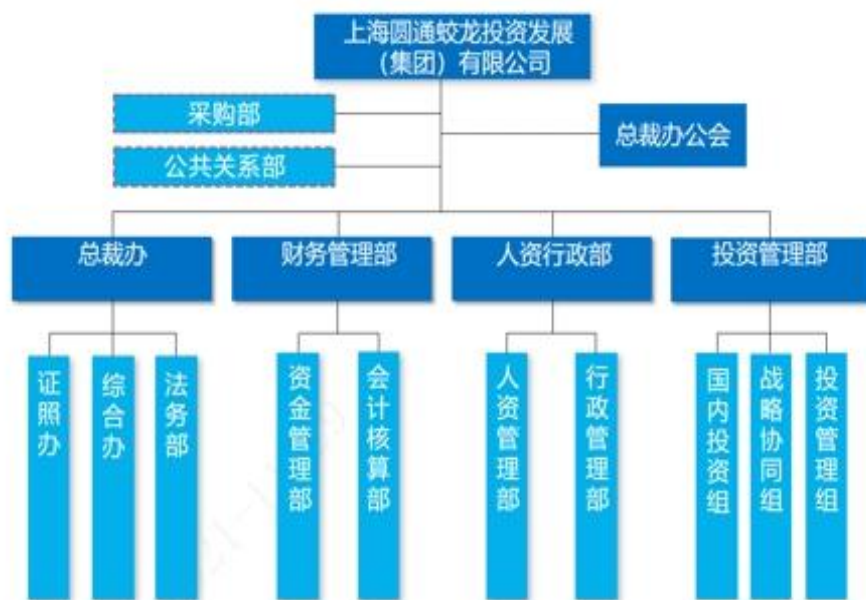 上海圆通蛟龙投资发展
（集团）有限公司
采购部
总裁办公会
公共关系部
总裁办
财务管理部
人资行政部
投资管理部
证照办
综合办
法务部
资金管理部
会计核算部
人资管理部
行政管理部
国内投资组
战略协同组
投资管理组